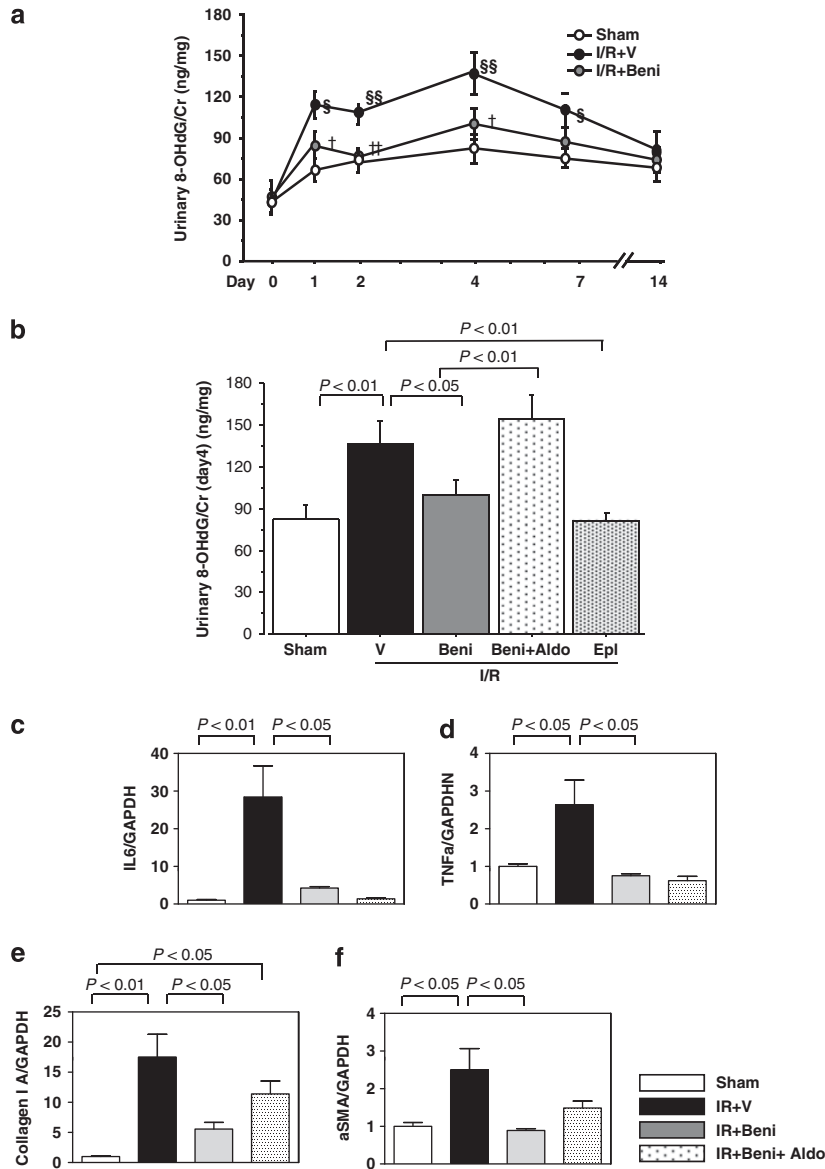 a
Urinary 8-OHdG/Cr (ng/mg)
180
150
120
90
60
30
0
Sham
I/R+V
I/R+Beni
§
§§
§§
§
†
‡‡
†
Day 0 1 2 4 7 14
b
Urinary 8-OHdG/Cr (day4) (ng/mg)
P < 0.01
P < 0.01
P < 0.01 P < 0.05
180
150
120
90
60
30
0
Sham V Beni Beni+Aldo Epl
I/R
c
P < 0.01 P < 0.05
IL6/GAPDH
40
30
20
10
0
d
P < 0.05 P < 0.05
TNFa/GAPDHN
4
3
2
1
0
e
P < 0.05
P < 0.01 P < 0.05
Collagen I A/GAPDH
25
20
15
10
5
0
f
P < 0.05 P < 0.05
aSMA/GAPDH
4
3
2
1
0
Sham
IR+V
IR+Beni
IR+Beni+ Aldo